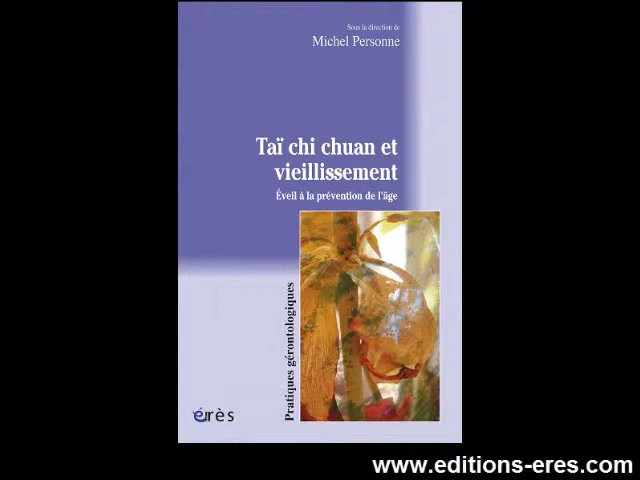 Sous la direction de
Michel Personne
Taï chi chuan et
vieillissement
Éveil à la prévention de l'âge
Pratiques gérontologiques
érès
www.editions-eres.com